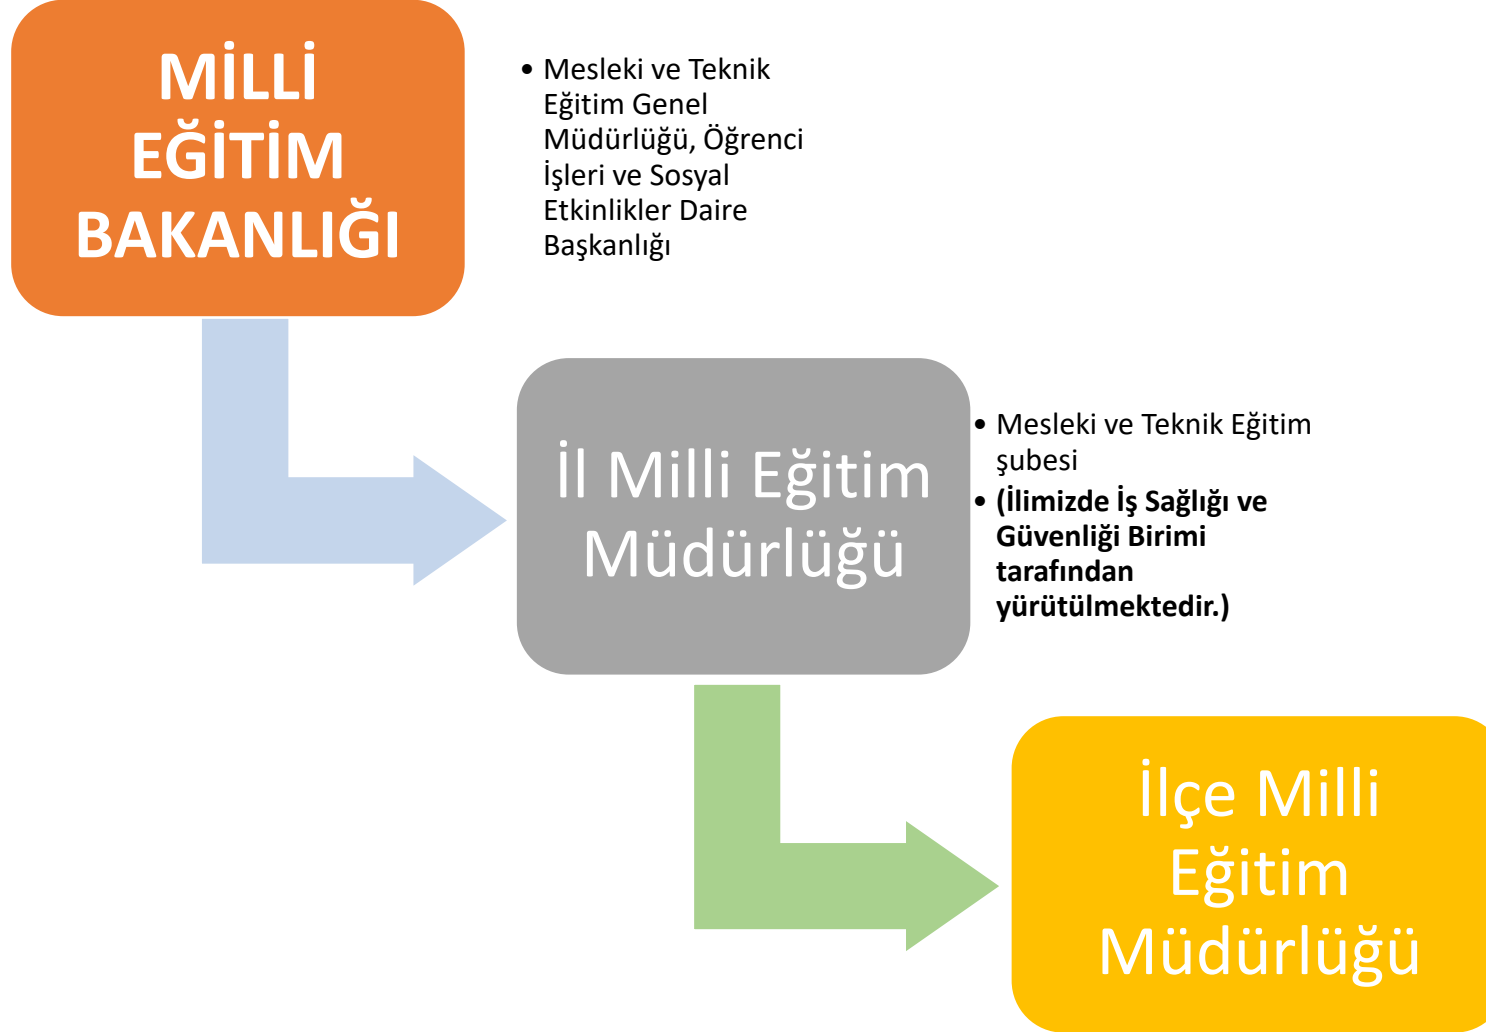 MİLLİ
EĞİTİM
BAKANLIĞI
• Mesleki ve Teknik
Eğitim Genel
Müdürlüğü, Öğrenci
İşleri ve Sosyal
Etkinlikler Daire
Başkanlığı
İl Milli Eğitim
Müdürlüğü
• Mesleki ve Teknik Eğitim
şubesi
• (İlimizde İş Sağlığı ve
Güvenliği Birimi
tarafından
yürütülmektedir.)
İlçe Milli
Eğitim
Müdürlüğü